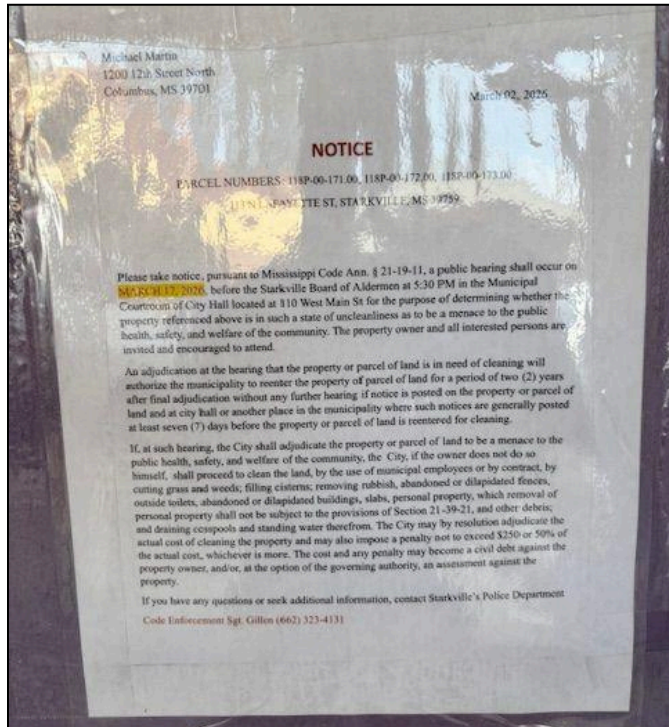 Michael Martin
1200 12th Street North
Columbus, MS 39701
March 02, 2026
NOTICE
PARCEL NUMBERS: 118P-00-171.00, 118P-00-172.00, 118P-00-173.00
LAFAYETTE ST, STARKVILLE, MS 39759
Please take notice, pursuant to Mississippi Code Ann. § 21-19-11, a public hearing shall occur on
MARCH 17, 2026, before the Starkville Board of Aldermen at 5:30 PM in the Municipal
Courtroom of City Hall located at 110 West Main St for the purpose of determining whether the
property referenced above is in such a state of uncleanliness as to be a menace to the public
health, safety, and welfare of the community. The property owner and all interested persons are
invited and encouraged to attend.
An adjudication at the hearing that the property or parcel of land is in need of cleaning will
authorize the municipality to reenter the property of parcel of land for a period of two (2) years
after final adjudication without any further hearing if notice is posted on the property or parcel of
land and at city hall or another place in the municipality where such notices are generally posted
at least seven (7) days before the property or parcel of land is reentered for cleaning.
If, at such hearing, the City shall adjudicate the property or parcel of land to be a menace to the
public health, safety, and welfare of the community, the City, if the owner does not do so
himself, shall proceed to clean the land, by the use of municipal employees or by contract, by
cutting grass and weeds; filling cisterns; removing rubbish, abandoned or dilapidated fences,
outside toilets, abandoned or dilapidated buildings, slabs, personal property, which removal of
personal property shall not be subject to the provisions of Section 21-39-21, and other debris;
and draining cesspools and standing water therefrom. The City may by resolution adjudicate the
actual cost of cleaning the property and may also impose a penalty not to exceed $250 or 50% of
the actual cost, whichever is more. The cost and any penalty may become a civil debt against the
property owner, and/or, at the option of the governing authority, an assessment against the
property.
If you have any questions or seek additional information, contact Starkville's Police Department
Code Enforcement Sgt. Gillen (662) 323-4131